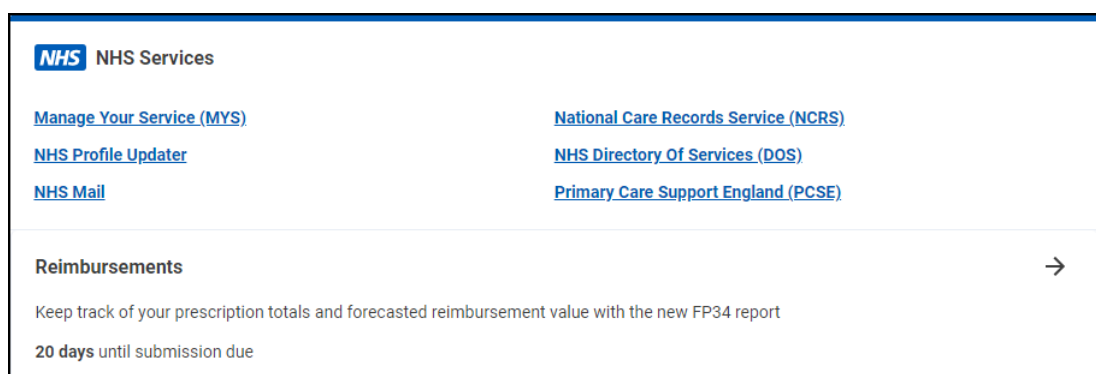 NHS NHS Services
Manage Your Service (MYS)
National Care Records Service (NCRS)
NHS Profile Updater
NHS Directory Of Services (DOS)
NHS Mail
Primary Care Support England (PCSE)
Reimbursements
Keep track of your prescription totals and forecasted reimbursement value with the new FP34 report
20 days until submission due